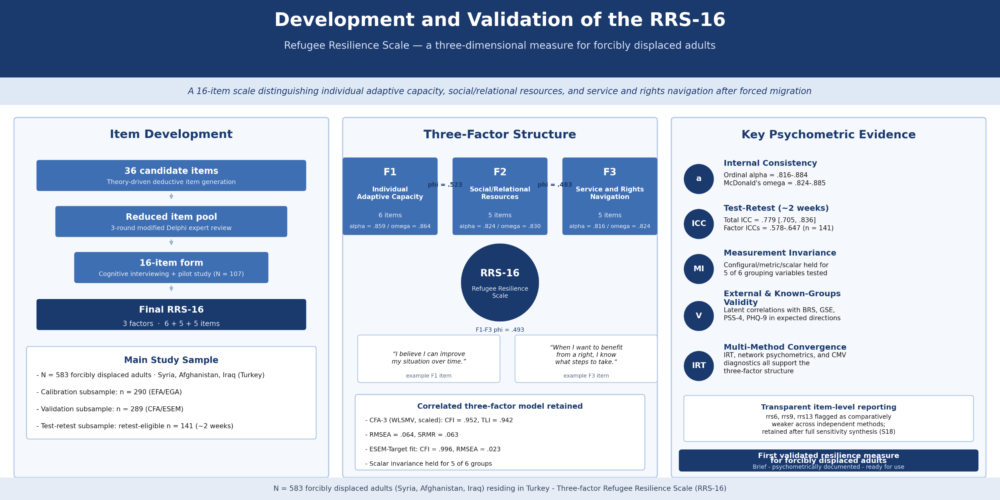 Development and Validation of the RRS-16
Refugee Resilience Scale — a three-dimensional measure for forcibly displaced adults
A 16-item scale distinguishing individual adaptive capacity, social/relational resources, and service and rights navigation after forced migration
Item Development
36 candidate items
Theory-driven deductive item generation
Reduced item pool
3-round modified Delphi expert review
16-item form
Cognitive interviewing + pilot study (N = 107)
Final RRS-16
3 factors · 6 + 5 + 5 items
Main Study Sample
- N = 583 forcibly displaced adults · Syria, Afghanistan, Iraq (Turkey)
- Calibration subsample: n = 290 (EFA/EGA)
- Validation subsample: n = 289 (CFA/ESEM)
- Test-retest subsample: retest-eligible n = 141 (~2 weeks)
Three-Factor Structure
F1
Individual
Adaptive Capacity
6 items
alpha = .859 / omega = .864
phi = .523
F2
Social/Relational
Resources
5 items
alpha = .824 / omega = .830
phi = .483
F3
Service and Rights
Navigation
5 items
alpha = .816 / omega = .824
RRS-16
Refugee Resilience
Scale
F1-F3 phi = .493
“I believe I can improve
my situation over time.”
example F1 item
“When I want to benefit
from a right, I know
what steps to take.”
example F3 item
Correlated three-factor model retained
- CFA-3 (WLSMV, scaled): CFI = .952, TLI = .942
- RMSEA = .064, SRMR = .063
- ESEM-Target fit: CFI = .996, RMSEA = .023
- Scalar invariance held for 5 of 6 groups
Key Psychometric Evidence
a
Internal Consistency
Ordinal alpha = .816-.884
McDonald's omega = .824-.885
ICC
Test-Retest (~2 weeks)
Total ICC = .779 [.705, .836]
Factor ICCs = .578-.647 (n = 141)
MI
Measurement Invariance
Configural/metric/scalar held for
5 of 6 grouping variables tested
V
External & Known-Groups
Validity
Latent correlations with BRS, GSE,
PSS-4, PHQ-9 in expected directions
IRT
Multi-Method Convergence
IRT, network psychometrics, and CMV
diagnostics all support the
three-factor structure
Transparent item-level reporting
rrs6, rrs9, rrs13 flagged as comparatively
weaker across independent methods;
retained after full sensitivity synthesis (S18)
First validated resilience measure
for forcibly displaced adults
Brief - psychometrically documented - ready for use
N = 583 forcibly displaced adults (Syria, Afghanistan, Iraq) residing in Turkey - Three-factor Refugee Resilience Scale (RRS-16)